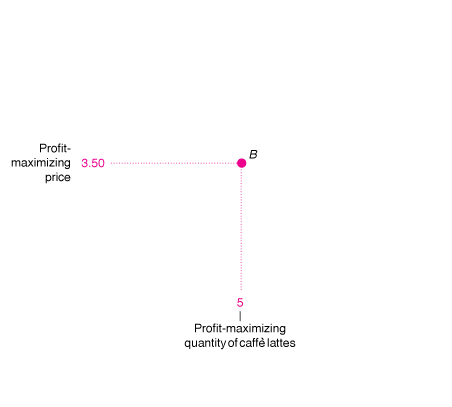 Profit-
maximizing
price
3.50
B
5
Profit-maximizing
quantity of caffè lattes